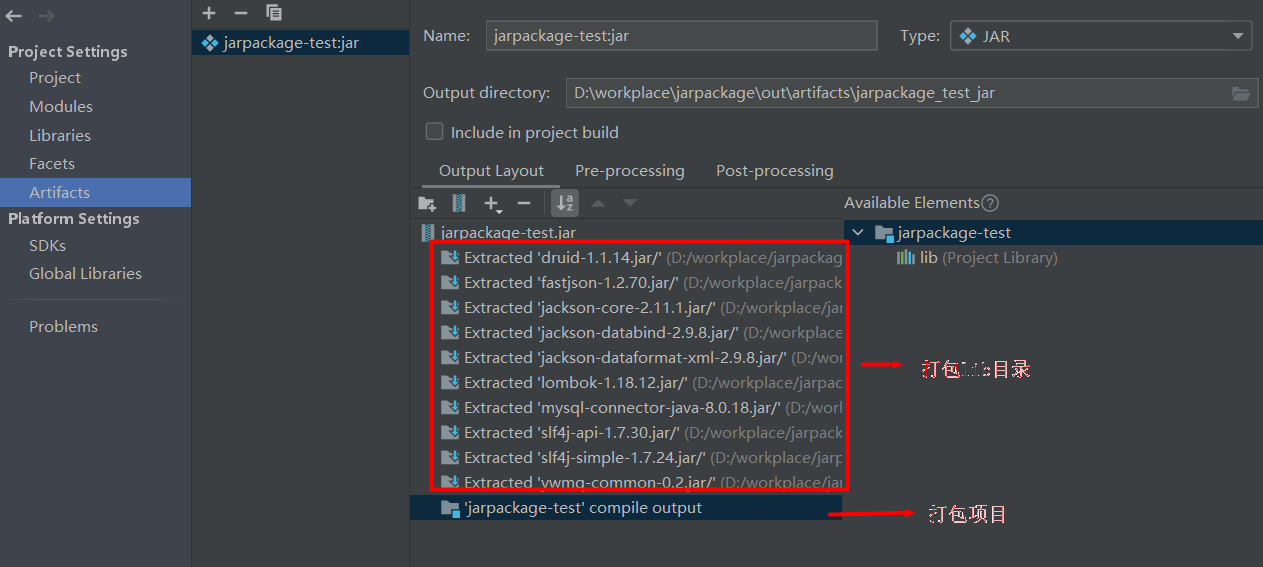 Project Settings
Project
Modules
Libraries
Facets
Artifacts
Platform Settings
SDKs
Global Libraries
Problems
jarpackage-test:jar
Name: jarpackage-test:jar Type: JAR
Output directory: D:\workplace\jarpackage\out\artifacts\jarpackage_test_jar
Include in project build
Output Layout Pre-processing Post-processing
Available Elements
jarpackage-test.jar
Extracted 'druid-1.1.14.jar/' (D:/workplace/jarpackag
Extracted 'fastjson-1.2.70.jar/' (D:/workplace/jarpack
Extracted 'jackson-core-2.11.1.jar/' (D:/workplace/jar
Extracted 'jackson-databind-2.9.8.jar/' (D:/workplace
Extracted 'jackson-dataformat-xml-2.9.8.jar/' (D:/wor
Extracted 'lombok-1.18.12.jar/' (D:/workplace/jarpac
Extracted 'mysql-connector-java-8.0.18.jar/' (D:/workl
Extracted 'slf4j-api-1.7.30.jar/' (D:/workplace/jarpack
Extracted 'slf4j-simple-1.7.24.jar/' (D:/workplace/jarp
Extracted 'ywmq-common-0.2.jar/' (D:/workplace/jar
'jarpackage-test' compile output
jarpackage-test
lib (Project Library)
打包 目录
打包项目